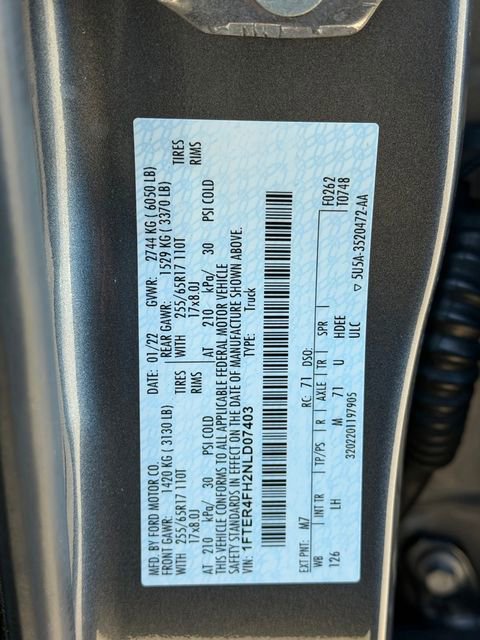 MFD. BY FORD MOTOR CO.
DATE: 01/22 GVWR: 2744 KG ( 6050 LB)
FRONT GAWR: 1420 KG ( 3130 LB) REAR GAWR: 1529 KG ( 3370 LB)
WITH 255/65R17 110T TIRES WITH 255/65R17 110T TIRES
17x8.0J RIMS 17x8.0J RIMS
AT 210 kPa/ 30 PSI COLD AT 210 kPa/ 30 PSI COLD
THIS VEHICLE CONFORMS TO ALL APPLICABLE FEDERAL MOTOR VEHICLE
SAFETY STANDARDS IN EFFECT ON THE DATE OF MANUFACTURE SHOWN ABOVE.
VIN: 1FTER4FH2NLD07403 TYPE: Truck
F0262
T0748
EXT PNT: M7 RC: 71 DSO:
WB INT TR TP/PS R AXLE TR SPR
126 LH M 71 U HDEE
ULC
3202201197905 ▽ 5U5A-3520472-AA